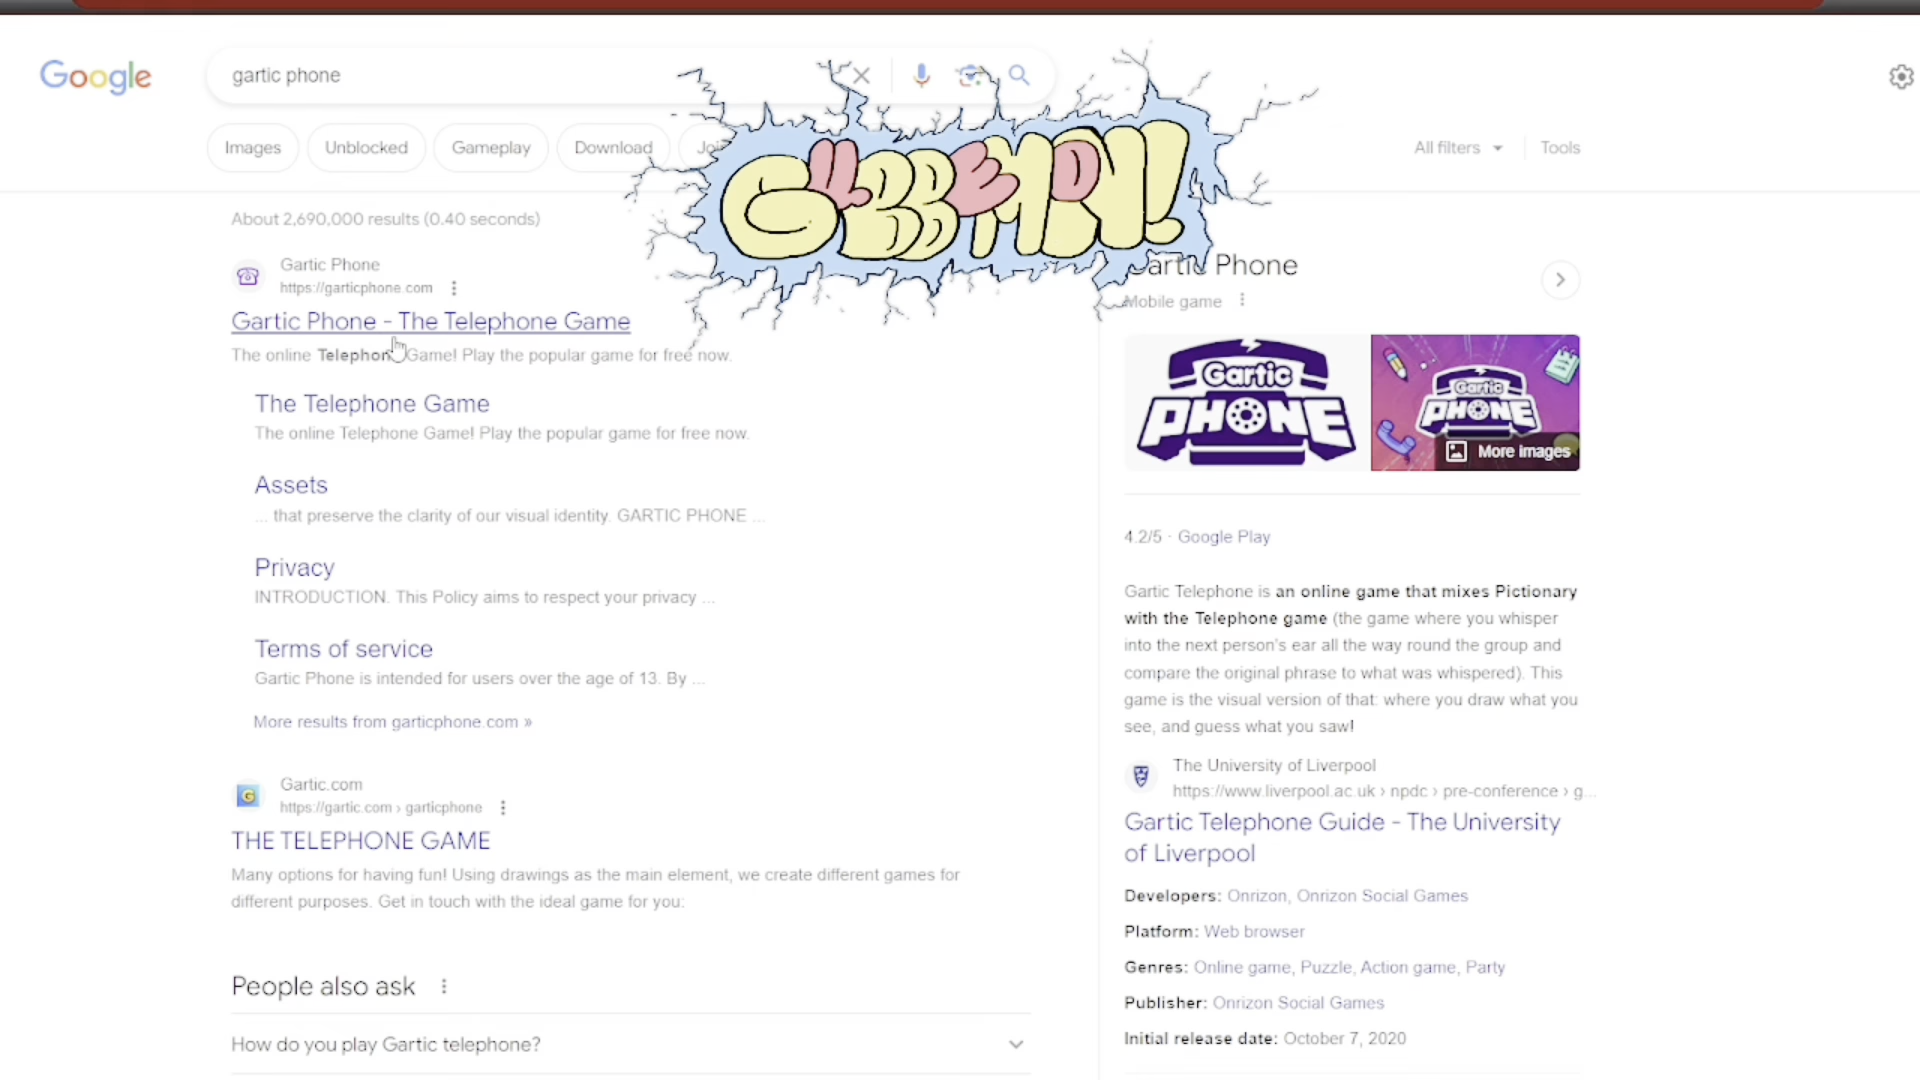 Google
gartic phone
Images
Unblocked
Gameplay
Download
All filters
Tools
About 2,690,000 results (0.40 seconds)
Gartic Phone
https://garticphone.com
Gartic Phone - The Telephone Game
The online Telephone Game! Play the popular game for free now.
The Telephone Game
The online Telephone Game! Play the popular game for free now.
Assets
... that preserve the clarity of our visual identity. GARTIC PHONE ...
Privacy
INTRODUCTION. This Policy aims to respect your privacy ...
Terms of service
Gartic Phone is intended for users over the age of 13. By ...
More results from garticphone.com »
Gartic.com
https://gartic.com › garticphone
THE TELEPHONE GAME
Many options for having fun! Using drawings as the main element, we create different games for
different purposes. Get in touch with the ideal game for you:
People also ask
How do you play Gartic telephone?
Gartic Phone
Mobile game
Gartic
PHONE
Gartic
PHONE
More images
4.2/5 · Google Play
Gartic Telephone is an online game that mixes Pictionary
with the Telephone game (the game where you whisper
into the next person's ear all the way round the group and
compare the original phrase to what was whispered). This
game is the visual version of that: where you draw what you
see, and guess what you saw!
The University of Liverpool
https://www.liverpool.ac.uk › npdc › pre-conference › g...
Gartic Telephone Guide - The University
of Liverpool
Developers: Onrizon, Onrizon Social Games
Platform: Web browser
Genres: Online game, Puzzle, Action game, Party
Publisher: Onrizon Social Games
Initial release date: October 7, 2020